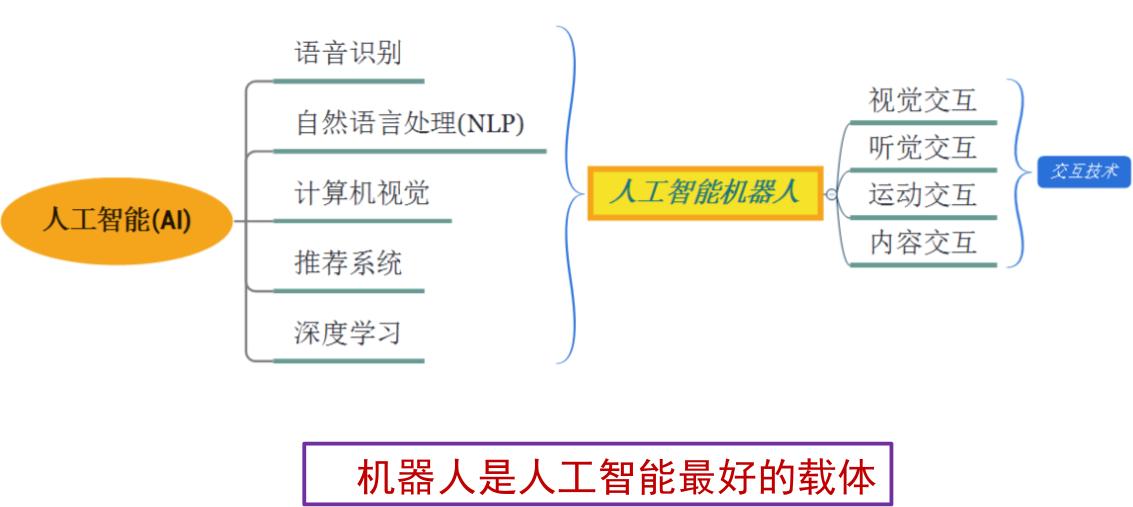 人工智能(AI)
语音识别
自然语言处理(NLP)
计算机视觉
推荐系统
深度学习
人工智能机器人
视觉交互
听觉交互
运动交互
内容交互
交互技术
机器人是人工智能最好的载体